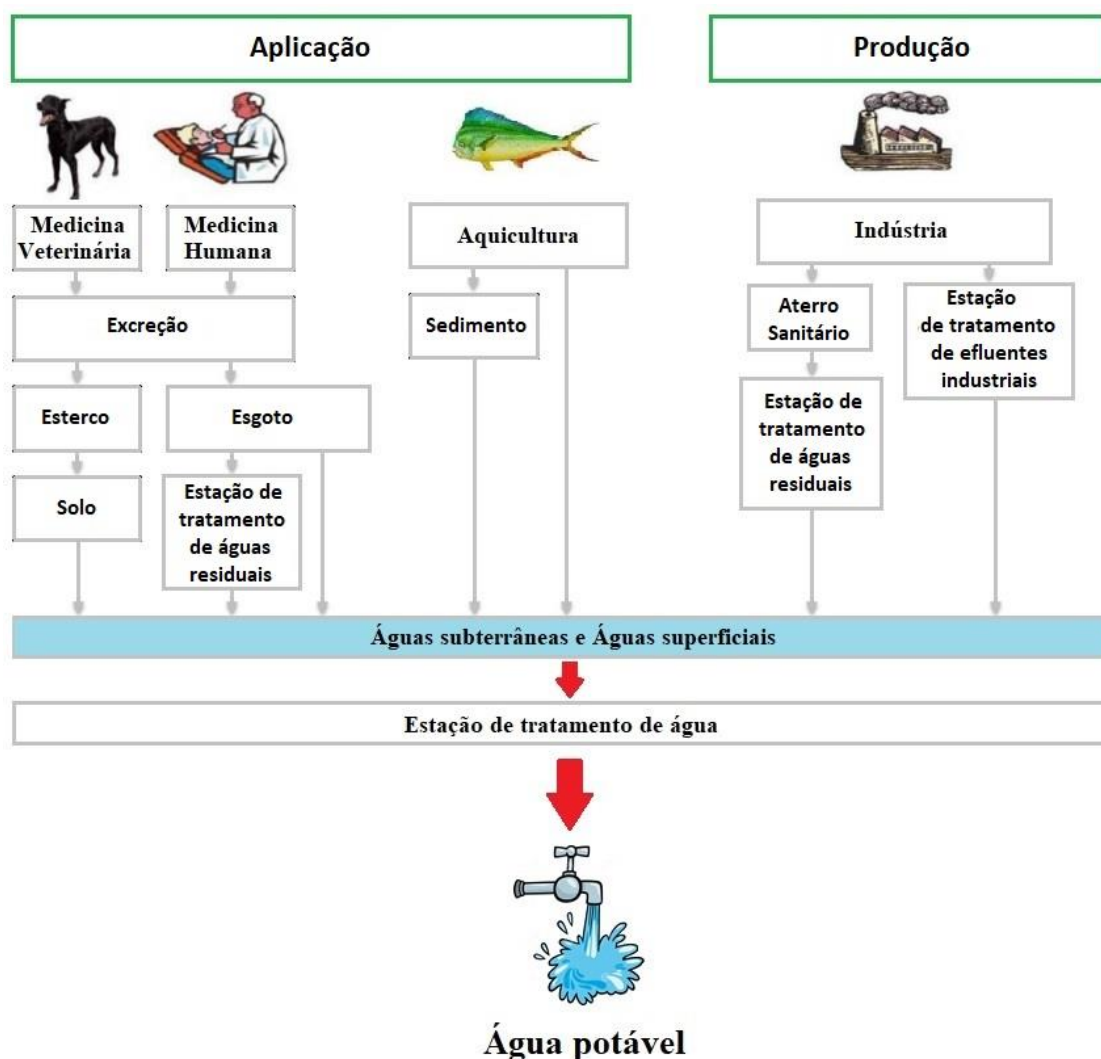 Aplicação
Produção
Medicina
Veterinária
Medicina
Humana
Aquicultura
Indústria
Excreção
Sedimento
Aterro
Sanitário
Estação
de tratamento
de efluentes
industriais
Esterco
Esgoto
Estação de
tratamento
de águas
residuais
Solo
Estação de
tratamento
de águas
residuais
Águas subterrâneas e Águas superficiais
Estação de tratamento de água
Água potável